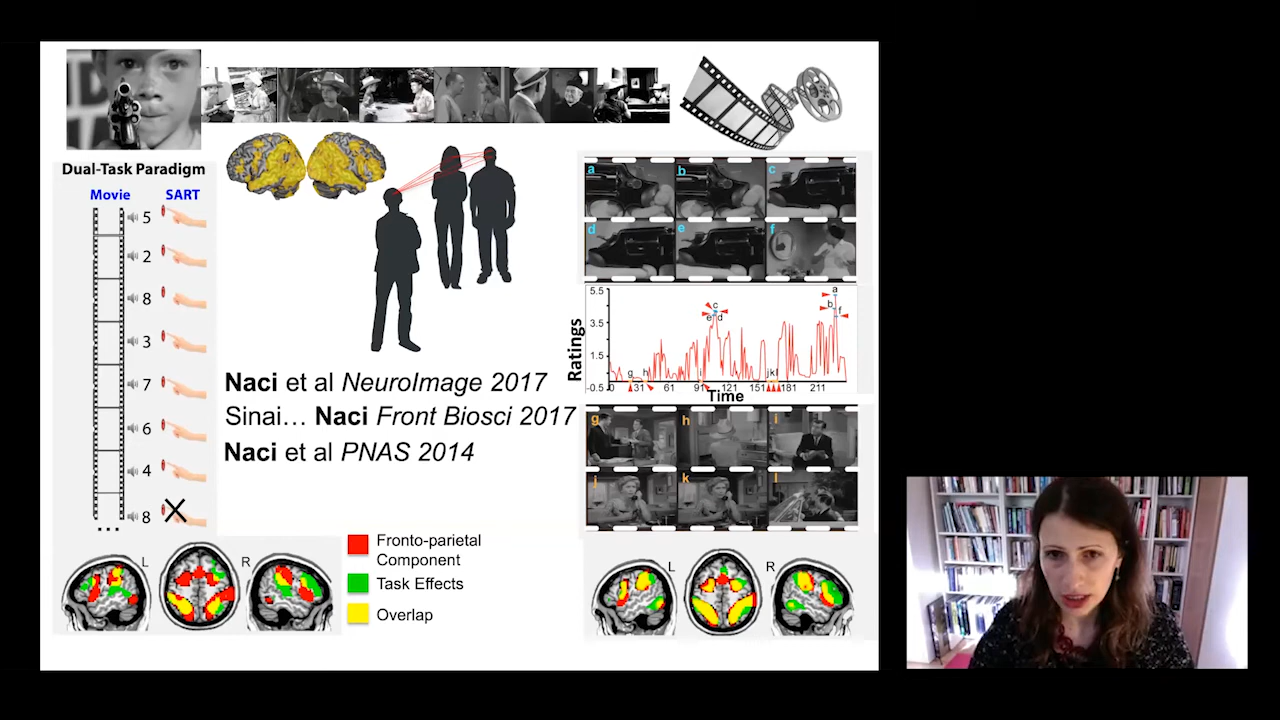 Dual-Task Paradigm
Movie SART
5
2
8
3
7
6
4
8
...
Naci et al NeuroImage 2017
Sinai... Naci Front Biosci 2017
Naci et al PNAS 2014
a b c
d e f
Ratings
5.5
3.5
1.5
-0.5
0 31 61 91 121 151 181 211
Time
a
b f
c
e d
g h i j k l
g h i
j k l
L R
Fronto-parietal
Component
Task Effects
Overlap
L R